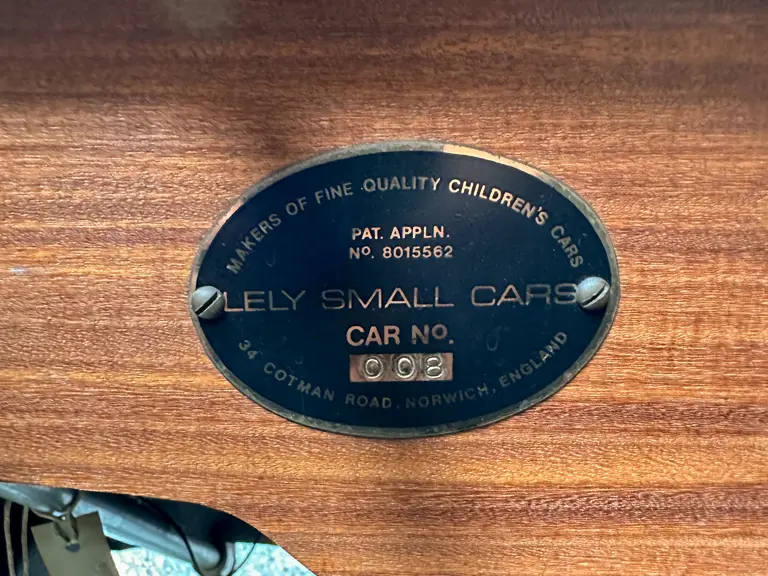 MAKERS OF FINE QUALITY CHILDREN'S CARS
PAT. APPLN.
Nº. 8015562
LELY SMALL CARS
CAR Nº.
008
34 COTMAN ROAD, NORWICH, ENGLAND